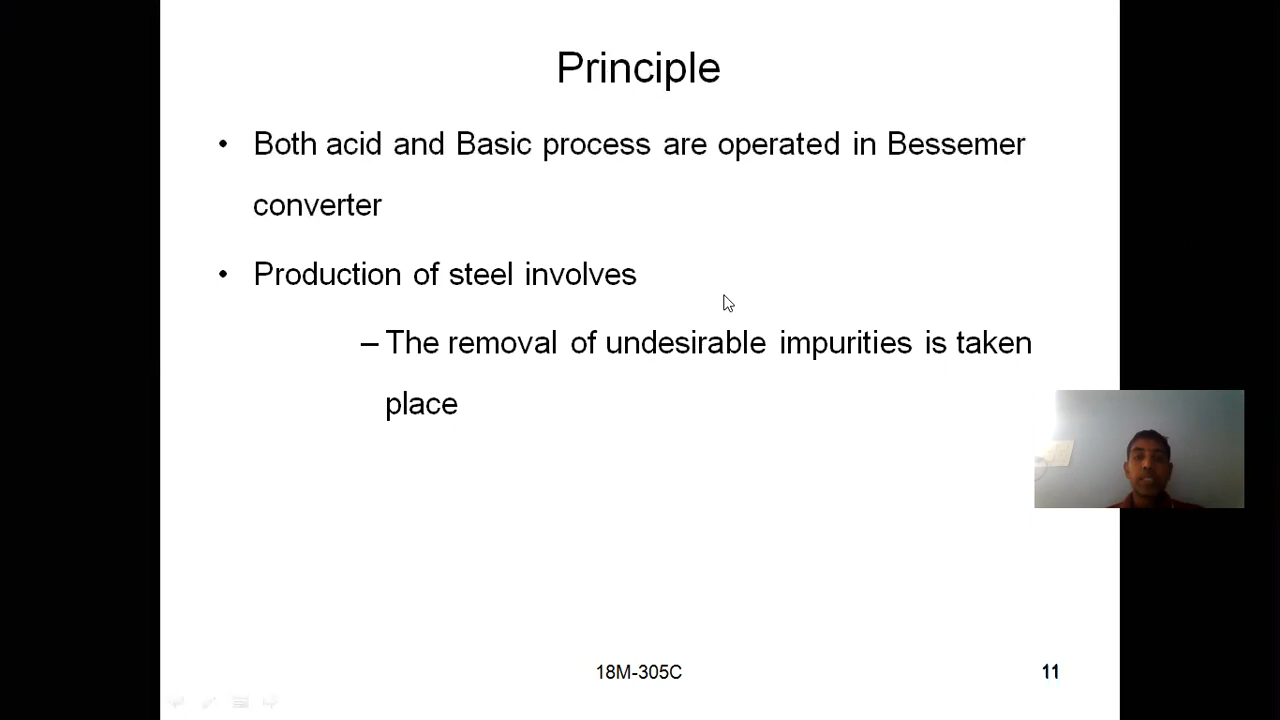 Principle
• Both acid and Basic process are operated in Bessemer
converter
• Production of steel involves
– The removal of undesirable impurities is taken
place
18M-305C
11